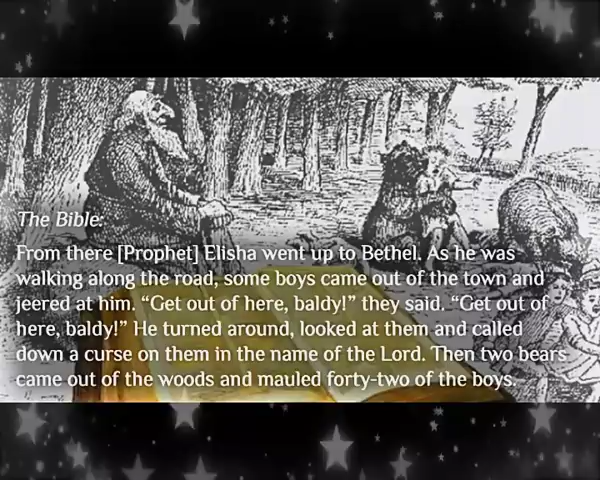 The Bible:
From there [Prophet] Elisha went up to Bethel. As he was
walking along the road, some boys came out of the town and
jeered at him. “Get out of here, baldy!” they said. “Get out of
here, baldy!” He turned around, looked at them and called
down a curse on them in the name of the Lord. Then two bears
came out of the woods and mauled forty-two of the boys.